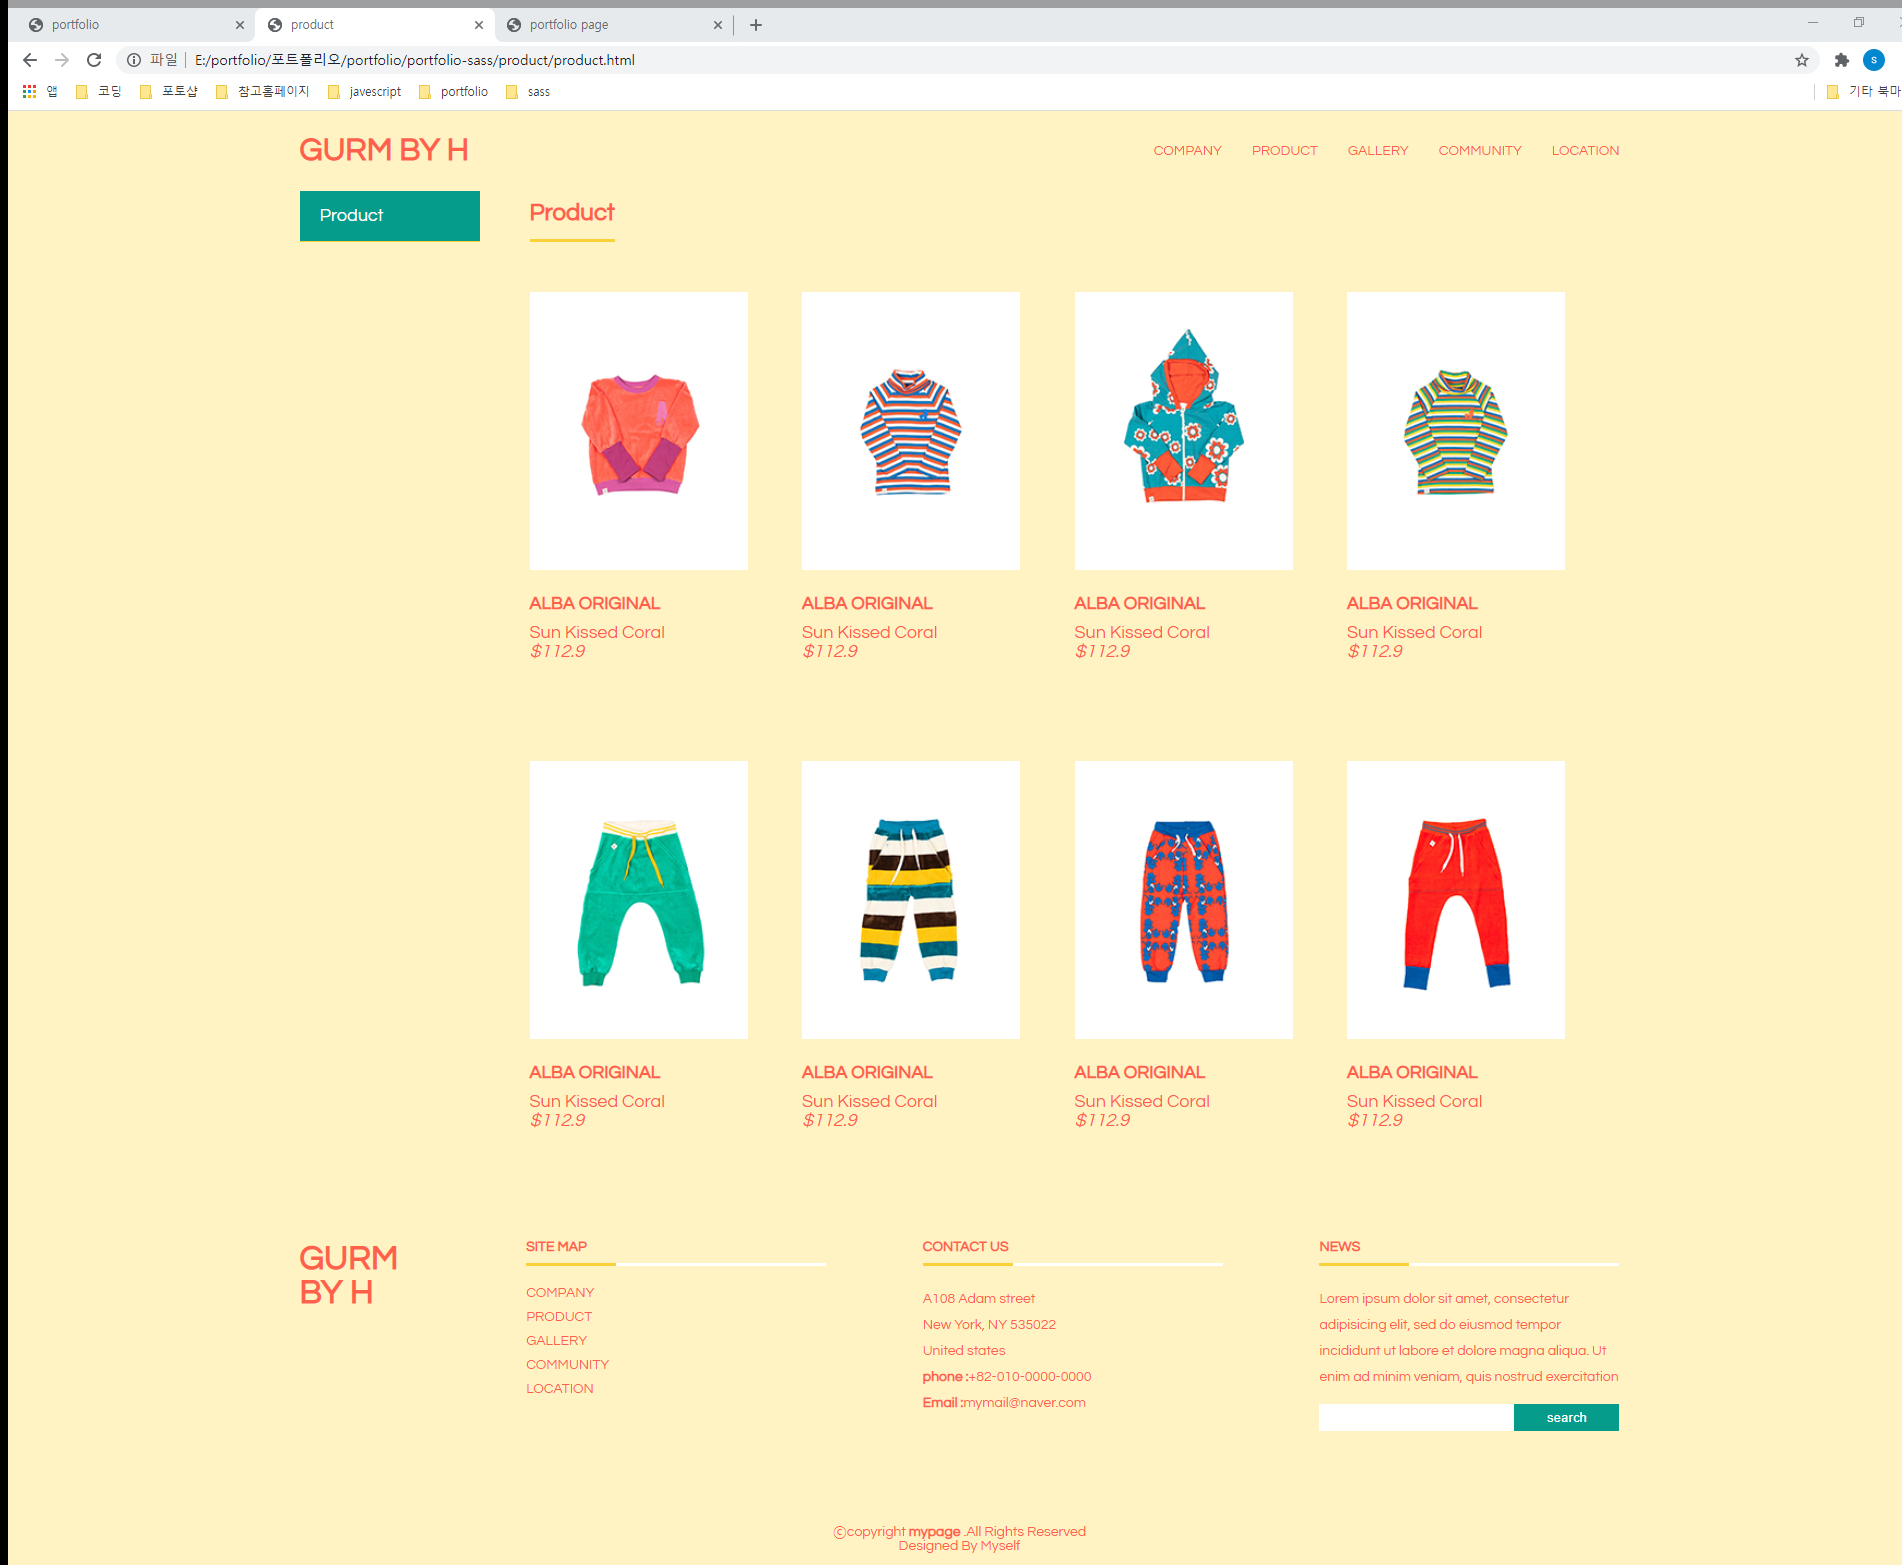 portfolio
product
portfolio page
파일
E:/portfolio/포트폴리오/portfolio/portfolio-sass/product/product.html
S
앱
코딩
포토샵
참고홈페이지
javescript
portfolio
sass
기타 북마
GURM BY H
COMPANY
PRODUCT
GALLERY
COMMUNITY
LOCATION
Product
Product
ALBA ORIGINAL
Sun Kissed Coral
$112.9
ALBA ORIGINAL
Sun Kissed Coral
$112.9
ALBA ORIGINAL
Sun Kissed Coral
$112.9
ALBA ORIGINAL
Sun Kissed Coral
$112.9
ALBA ORIGINAL
Sun Kissed Coral
$112.9
ALBA ORIGINAL
Sun Kissed Coral
$112.9
ALBA ORIGINAL
Sun Kissed Coral
$112.9
ALBA ORIGINAL
Sun Kissed Coral
$112.9
GURM
BY H
SITE MAP
COMPANY
PRODUCT
GALLERY
COMMUNITY
LOCATION
CONTACT US
A108 Adam street
New York, NY 535022
United states
phone :+82-010-0000-0000
Email :mymail@naver.com
NEWS
Lorem ipsum dolor sit amet, consectetur
adipisicing elit, sed do eiusmod tempor
incididunt ut labore et dolore magna aliqua. Ut
enim ad minim veniam, quis nostrud exercitation
search
ⓒcopyright mypage .All Rights Reserved
Designed By Myself